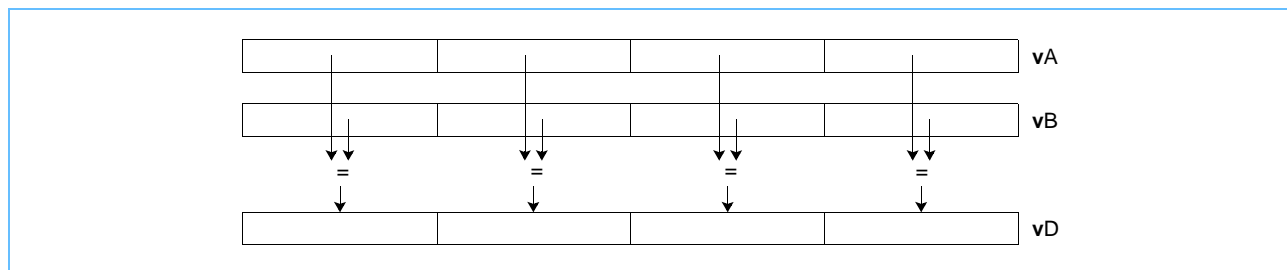 vA
vB
= = = =
vD